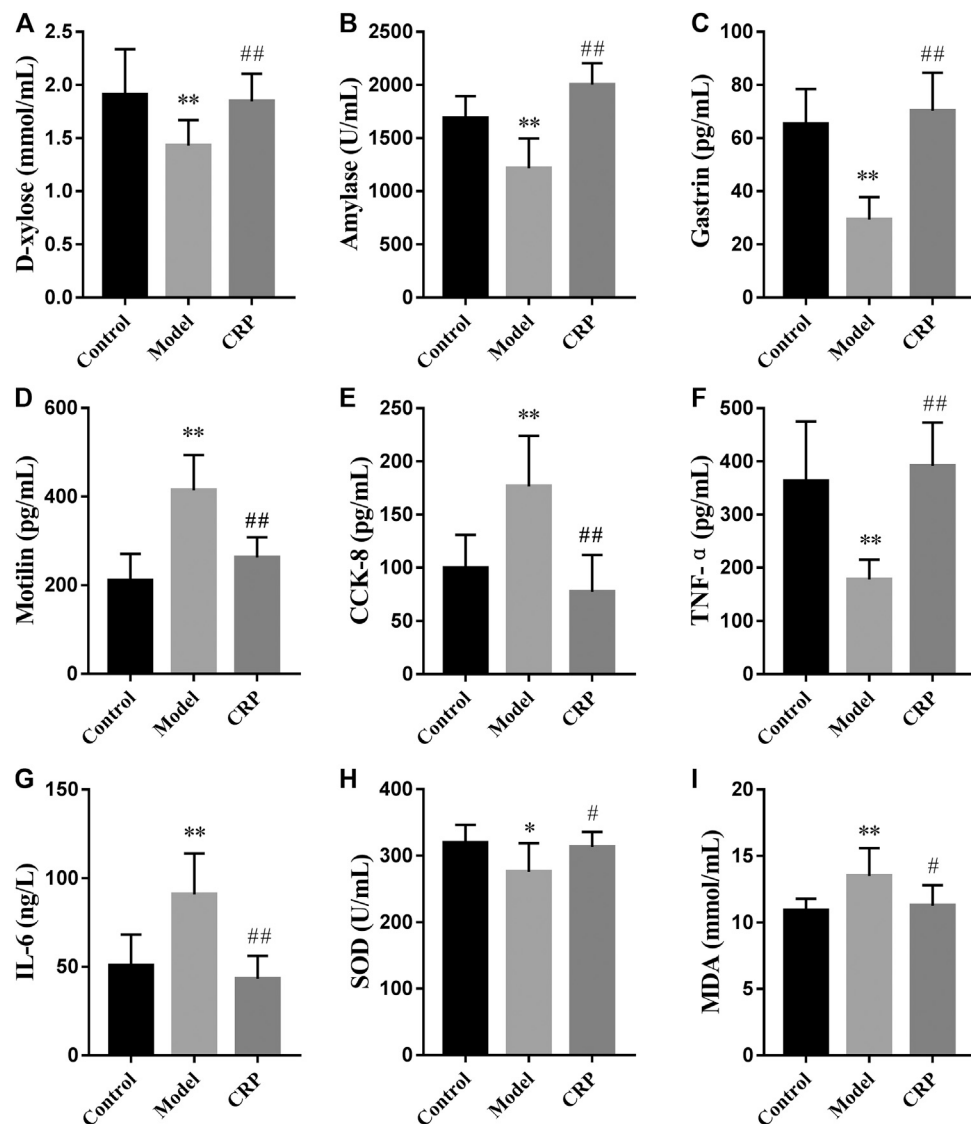 A
D-xylose (mmol/mL)
2.5
2.0
1.5
1.0
0.5
0.0
**
##
Control
Model
CRP
B
Amylase (U/mL)
2500
2000
1500
1000
500
0
**
##
Control
Model
CRP
C
Gastrin (pg/mL)
100
80
60
40
20
0
**
##
Control
Model
CRP
D
Motilin (pg/mL)
600
400
200
0
**
##
Control
Model
CRP
E
CCK-8 (pg/mL)
250
200
150
100
50
0
**
##
Control
Model
CRP
F
TNF-α (pg/mL)
500
400
300
200
100
0
**
##
Control
Model
CRP
G
IL-6 (ng/L)
150
100
50
0
**
##
Control
Model
CRP
H
SOD (U/mL)
400
300
200
100
0
*
#
Control
Model
CRP
I
MDA (mmol/mL)
20
15
10
5
0
**
#
Control
Model
CRP